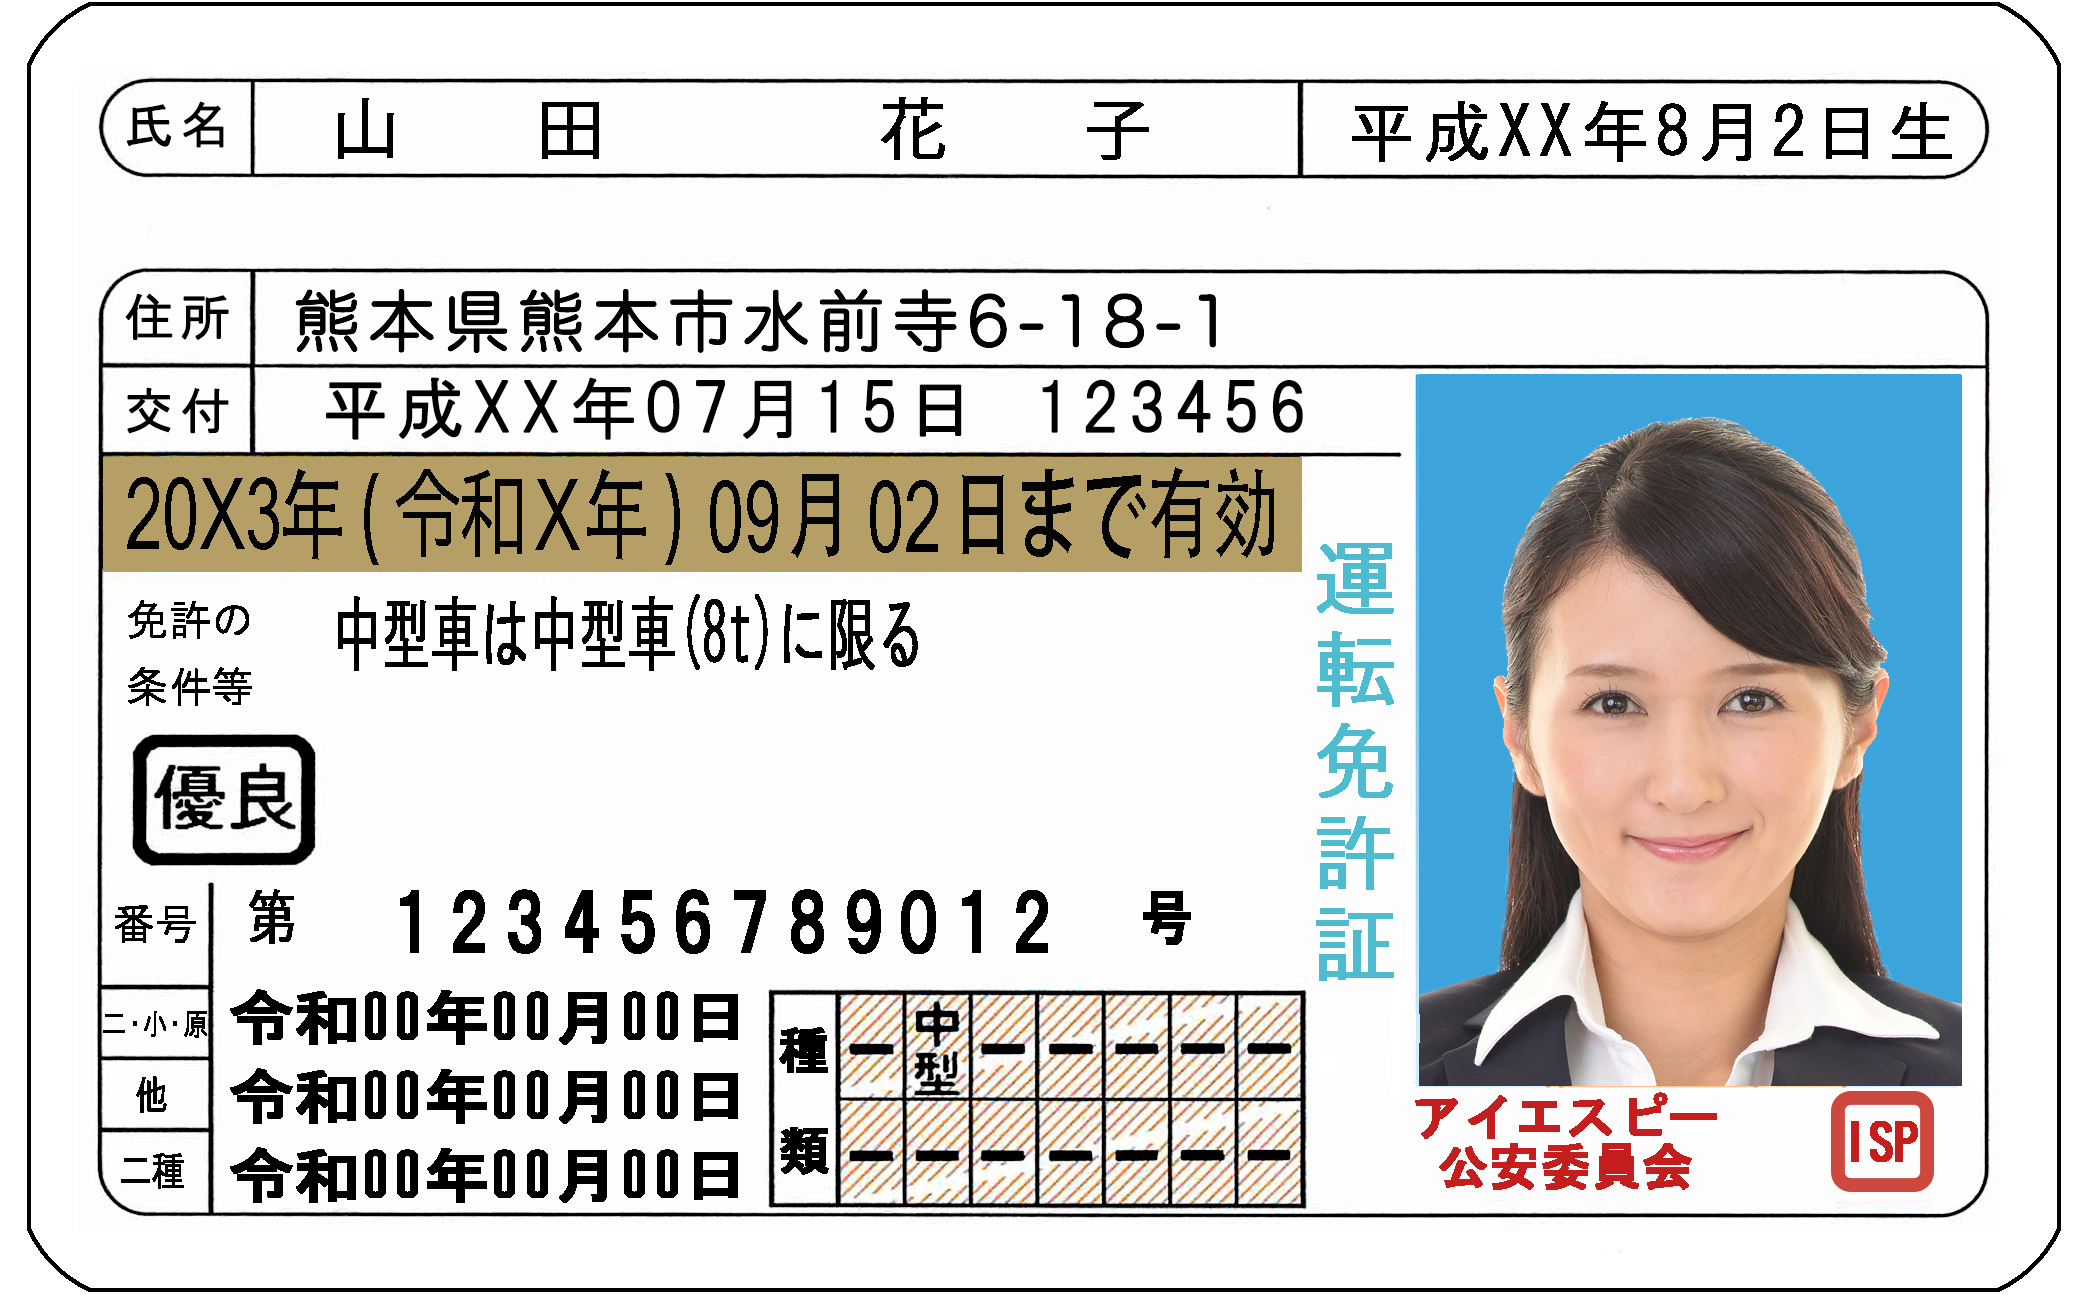 氏名 山田花子 平成XX年8月2日生
住所 熊本県熊本市水前寺6-18-1
交付 平成XX年07月15日 123456
20X3年(令和X年)09月02日まで有効
免許の
条件等
中型車は中型車(8t)に限る
優良
番号 第 123456789012 号
二・小・原 令和00年00月00日
他 令和00年00月00日
二種 令和00年00月00日
種類
ー 中型 ー ー ー ー ー
ー ー ー ー ー ー ー
運転免許証
アイエスピー
公安委員会
ISP